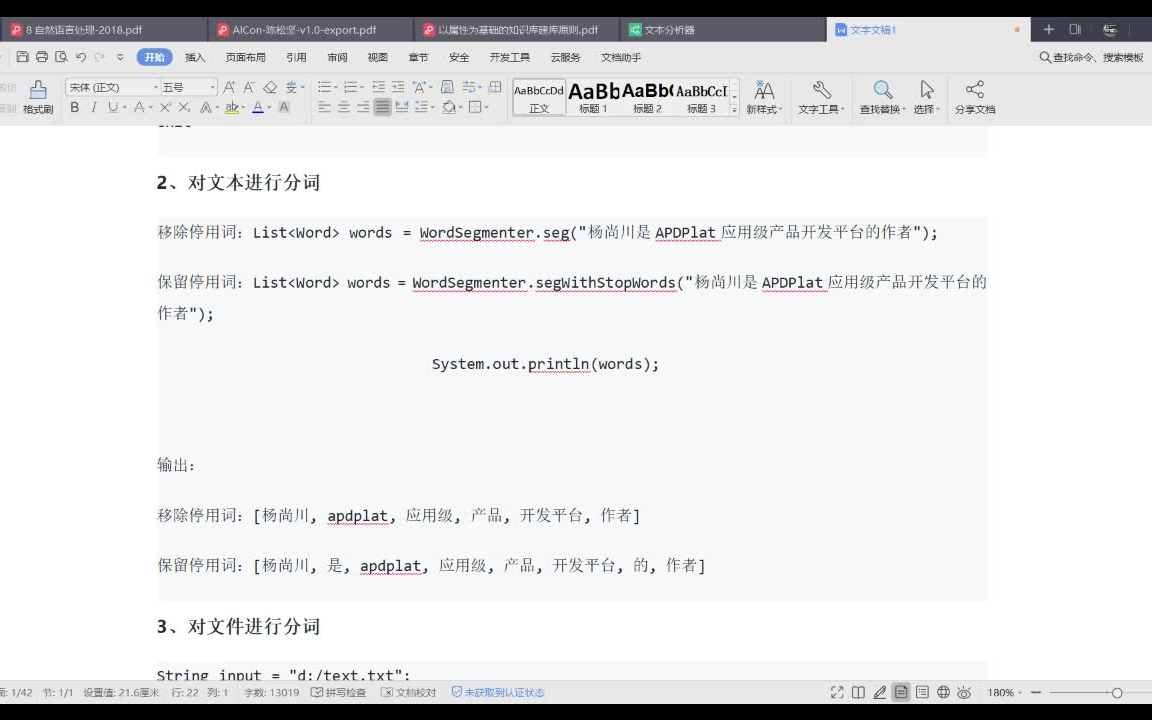 8 自然语言处理-2018.pdf
AICon-陈松坚-v1.0-export.pdf
以属性为基础的知识库建库原则.pdf
文本分析器
文字文稿1
开始 插入 页面布局 引用 审阅 视图 章节 安全 开发工具 云服务 文档助手
查找命令、搜索模板
格式刷
宋体 (正文) 五号
AaBbCcDd AaBb AaBb( AaBbCcI
正文 标题 1 标题 2 标题 3
新样式 文字工具 查找替换 选择 分享文档
2、对文本进行分词
移除停用词：List<Word> words = WordSegmenter.seg("杨尚川是 APDPlat 应用级产品开发平台的作者");
保留停用词：List<Word> words = WordSegmenter.segWithStopWords("杨尚川是 APDPlat 应用级产品开发平台的
作者");
System.out.println(words);
输出：
移除停用词：[杨尚川, apdplat, 应用级, 产品, 开发平台, 作者]
保留停用词：[杨尚川, 是, apdplat, 应用级, 产品, 开发平台, 的, 作者]
3、对文件进行分词
String input = "d:/text.txt";
面: 1/42 节: 1/1 设置值: 21.6厘米 行: 22 列: 1 字数: 13019 拼写检查 文档校对 未获取到认证状态
180%